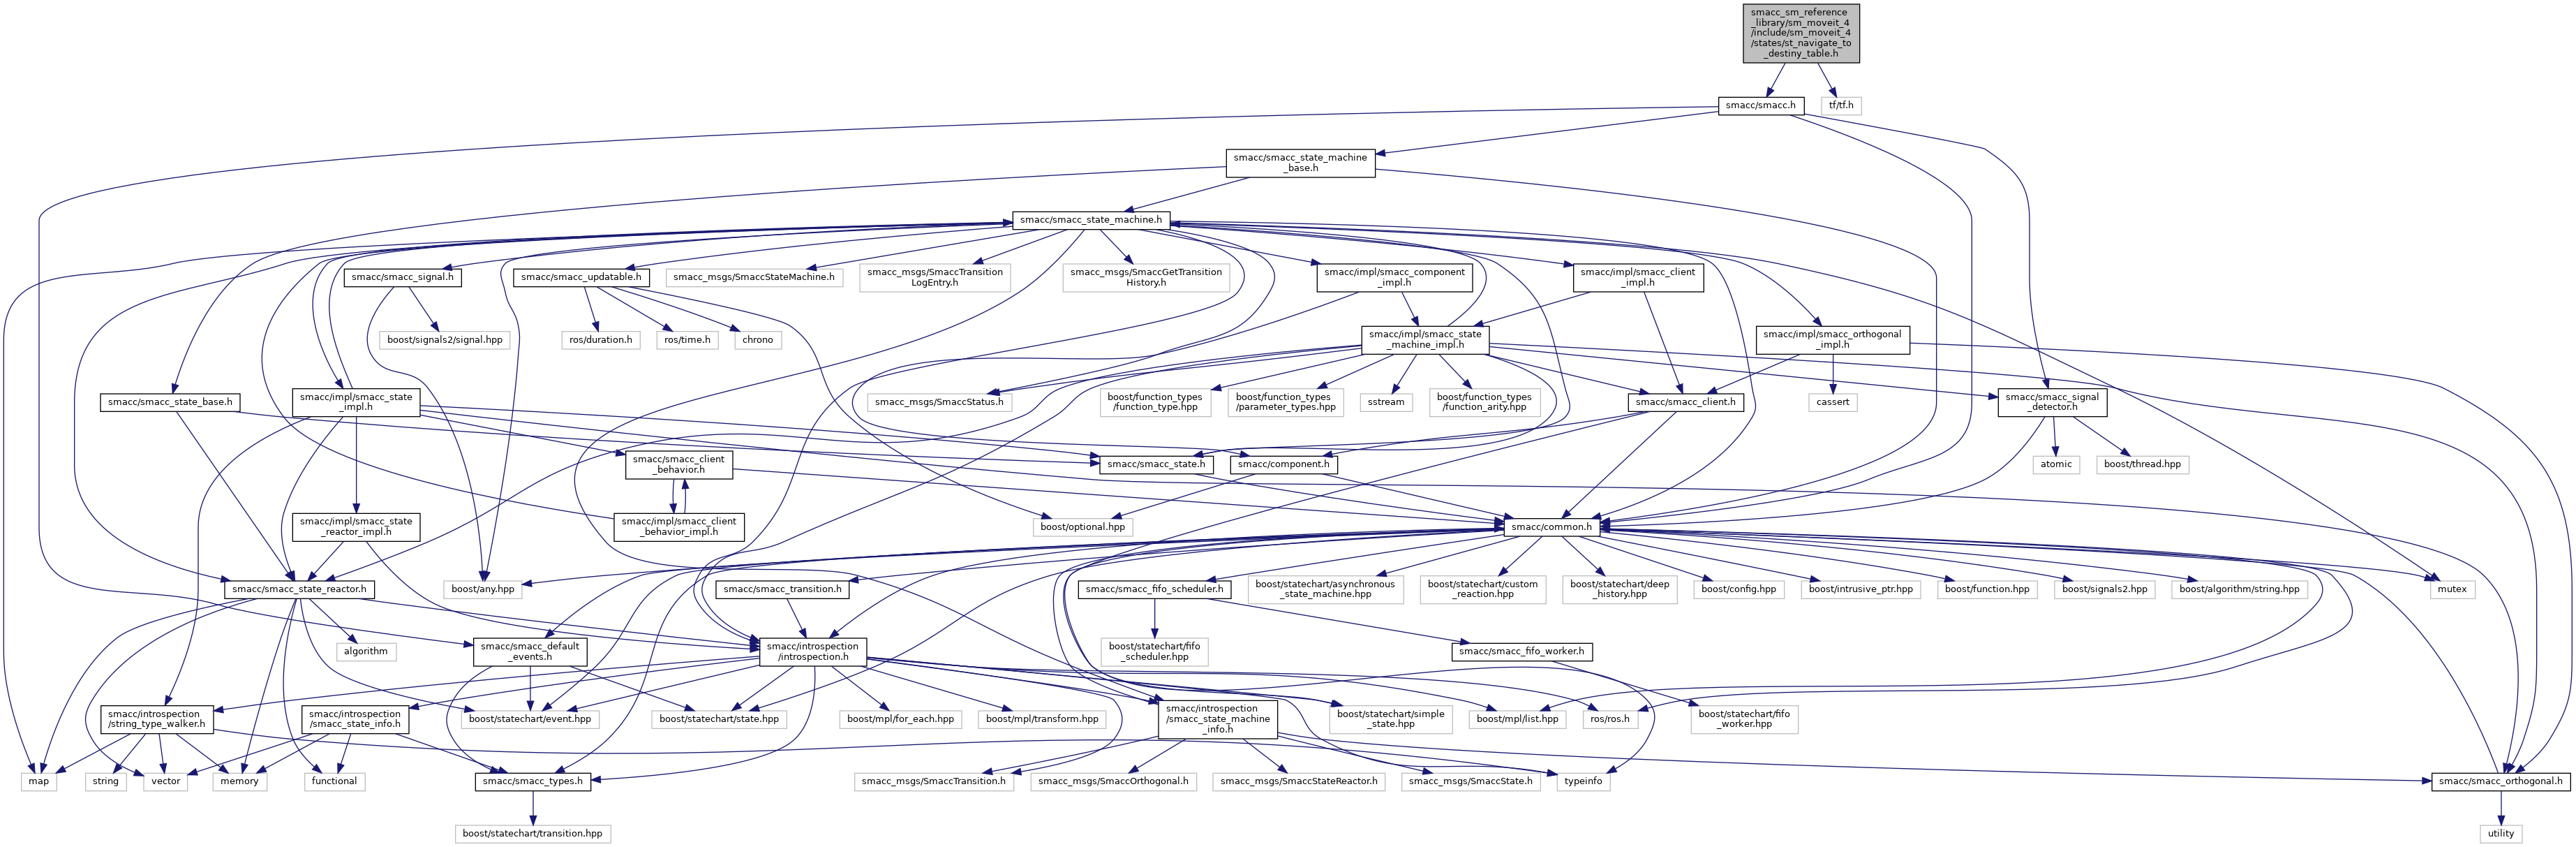 smacc_sm_reference
_library/sm_moveit_4
/include/sm_moveit_4
/states/st_navigate_to
_destiny_table.h
smacc/smacc.h
tf/tf.h
smacc/smacc_state_machine
_base.h
smacc/smacc_state_machine.h
smacc/smacc_signal.h
smacc/smacc_updatable.h
smacc_msgs/SmaccStateMachine.h
smacc_msgs/SmaccTransition
LogEntry.h
smacc_msgs/SmaccGetTransition
History.h
smacc/impl/smacc_component
_impl.h
smacc/impl/smacc_client
_impl.h
boost/signals2/signal.hpp
ros/duration.h
ros/time.h
chrono
smacc/impl/smacc_state
_machine_impl.h
smacc/impl/smacc_orthogonal
_impl.h
smacc/smacc_state_base.h
smacc/impl/smacc_state
_impl.h
smacc_msgs/SmaccStatus.h
boost/function_types
/function_type.hpp
boost/function_types
/parameter_types.hpp
sstream
boost/function_types
/function_arity.hpp
smacc/smacc_client.h
cassert
smacc/smacc_signal
_detector.h
smacc/smacc_client
_behavior.h
smacc/smacc_state.h
smacc/component.h
atomic
boost/thread.hpp
smacc/impl/smacc_state
_reactor_impl.h
smacc/impl/smacc_client
_behavior_impl.h
boost/optional.hpp
smacc/common.h
smacc/smacc_state_reactor.h
boost/any.hpp
smacc/smacc_transition.h
smacc/smacc_fifo_scheduler.h
boost/statechart/asynchronous
_state_machine.hpp
boost/statechart/custom
_reaction.hpp
boost/statechart/deep
_history.hpp
boost/config.hpp
boost/intrusive_ptr.hpp
boost/function.hpp
boost/signals2.hpp
boost/algorithm/string.hpp
mutex
algorithm
smacc/smacc_default
_events.h
smacc/introspection
/introspection.h
boost/statechart/fifo
_scheduler.hpp
smacc/smacc_fifo_worker.h
smacc/introspection
/string_type_walker.h
smacc/introspection
/smacc_state_info.h
boost/statechart/event.hpp
boost/statechart/state.hpp
boost/mpl/for_each.hpp
boost/mpl/transform.hpp
smacc/introspection
/smacc_state_machine
_info.h
boost/statechart/simple
_state.hpp
boost/mpl/list.hpp
ros/ros.h
boost/statechart/fifo
_worker.hpp
map
string
vector
memory
functional
smacc/smacc_types.h
smacc_msgs/SmaccTransition.h
smacc_msgs/SmaccOrthogonal.h
smacc_msgs/SmaccStateReactor.h
smacc_msgs/SmaccState.h
typeinfo
smacc/smacc_orthogonal.h
boost/statechart/transition.hpp
utility